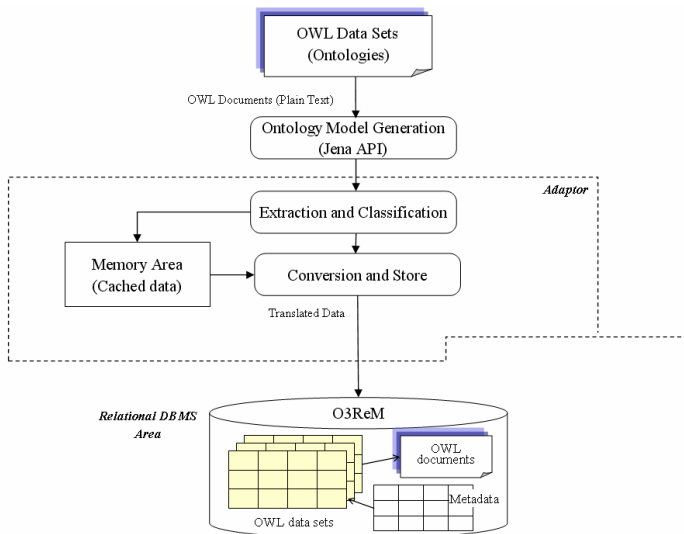 OWL Data Sets
(Ontologies)
OWL Documents (Plain Text)
Ontology Model Generation
(Jena API)
Adaptor
Extraction and Classification
Memory Area
(Cached data)
Conversion and Store
Translated Data
Relational DBMS
Area
O3ReM
OWL
documents
Metadata
OWL data sets